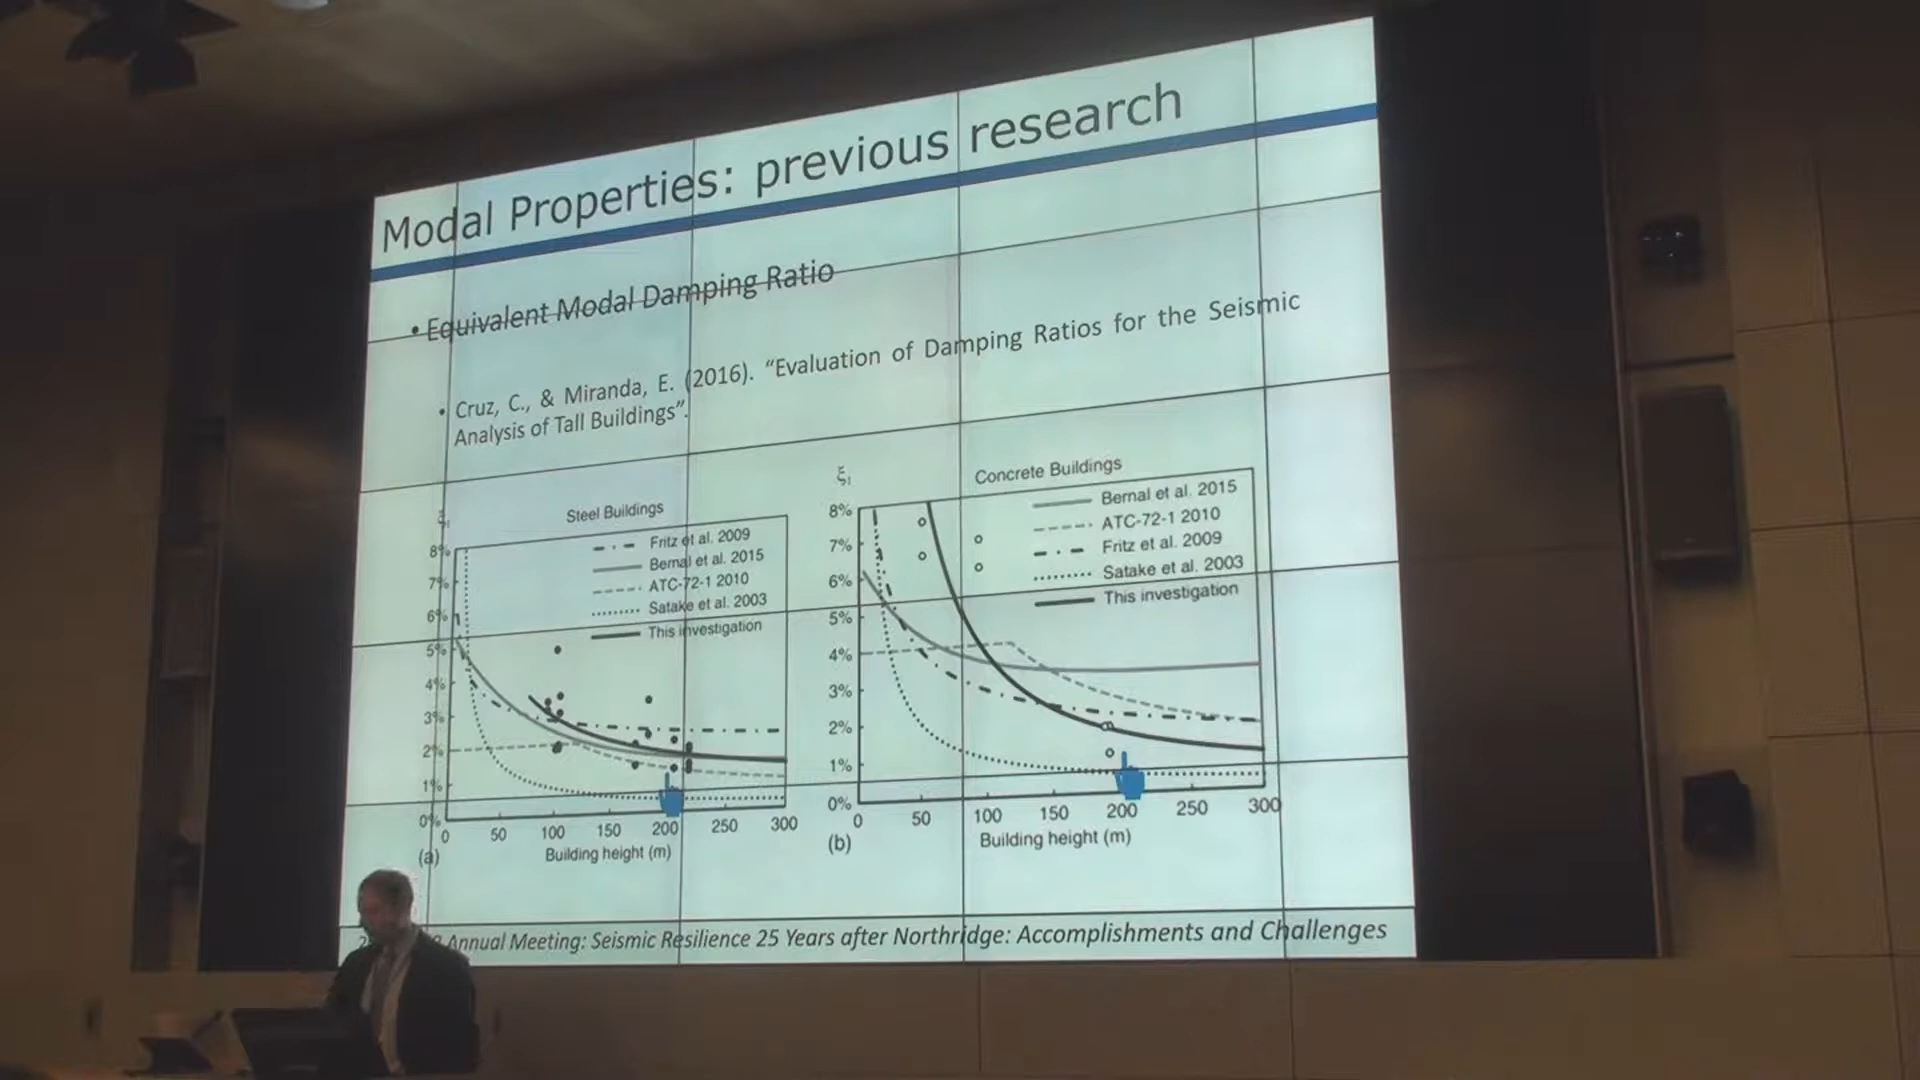 Modal Properties: previous research
• Equivalent Modal Damping Ratio
• Cruz, C., & Miranda, E. (2016). “Evaluation of Damping Ratios for the Seismic
Analysis of Tall Buildings”.
Steel Buildings
ξ₁
8%
7%
6%
5%
4%
3%
2%
1%
0%
Fritz et al. 2009
Bernal et al. 2015
ATC-72-1 2010
Satake et al. 2003
This investigation
0 50 100 150 200 250 300
Building height (m)
(a)
Concrete Buildings
ξ₁
8%
7%
6%
5%
4%
3%
2%
1%
0%
Bernal et al. 2015
ATC-72-1 2010
Fritz et al. 2009
Satake et al. 2003
This investigation
0 50 100 150 200 250 300
Building height (m)
(b)
Annual Meeting: Seismic Resilience 25 Years after Northridge: Accomplishments and Challenges